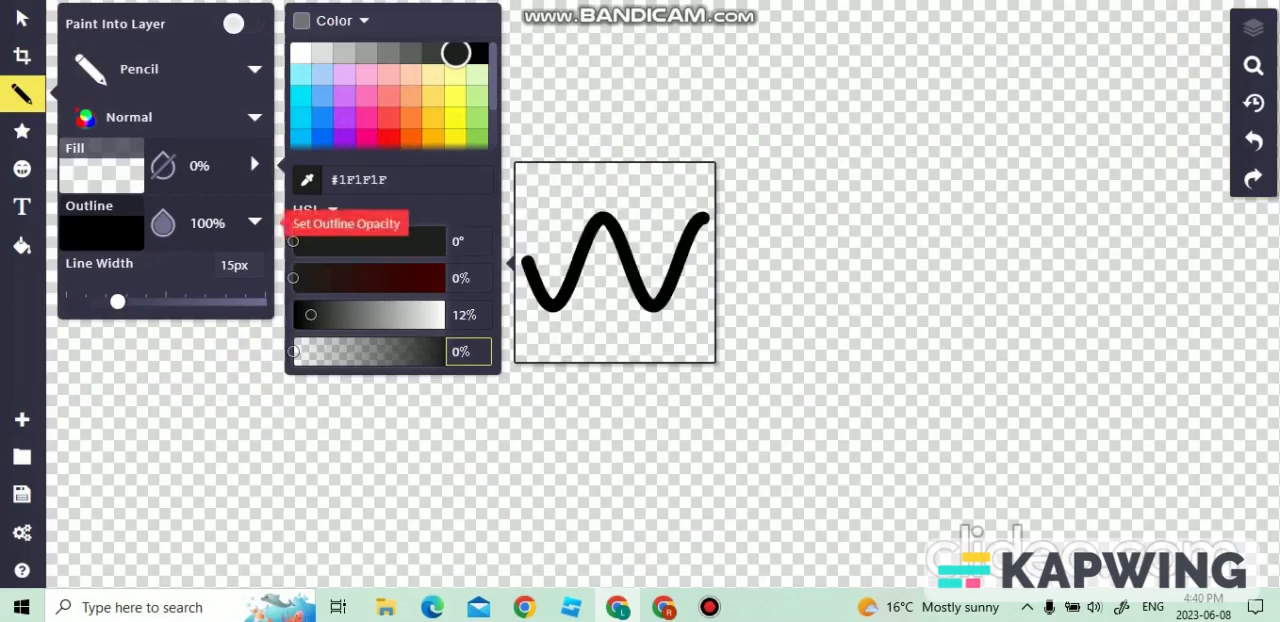 Paint Into Layer
Pencil
Normal
Fill
0%
Outline
100%
Line Width
15px
Color
#1F1F1F
HSL
Set Outline Opacity
0°
0%
12%
0%
www.BANDICAM.com
clideo.com
KAPWING
Type here to search
16°C Mostly sunny
ENG
4:40 PM
2023-06-08